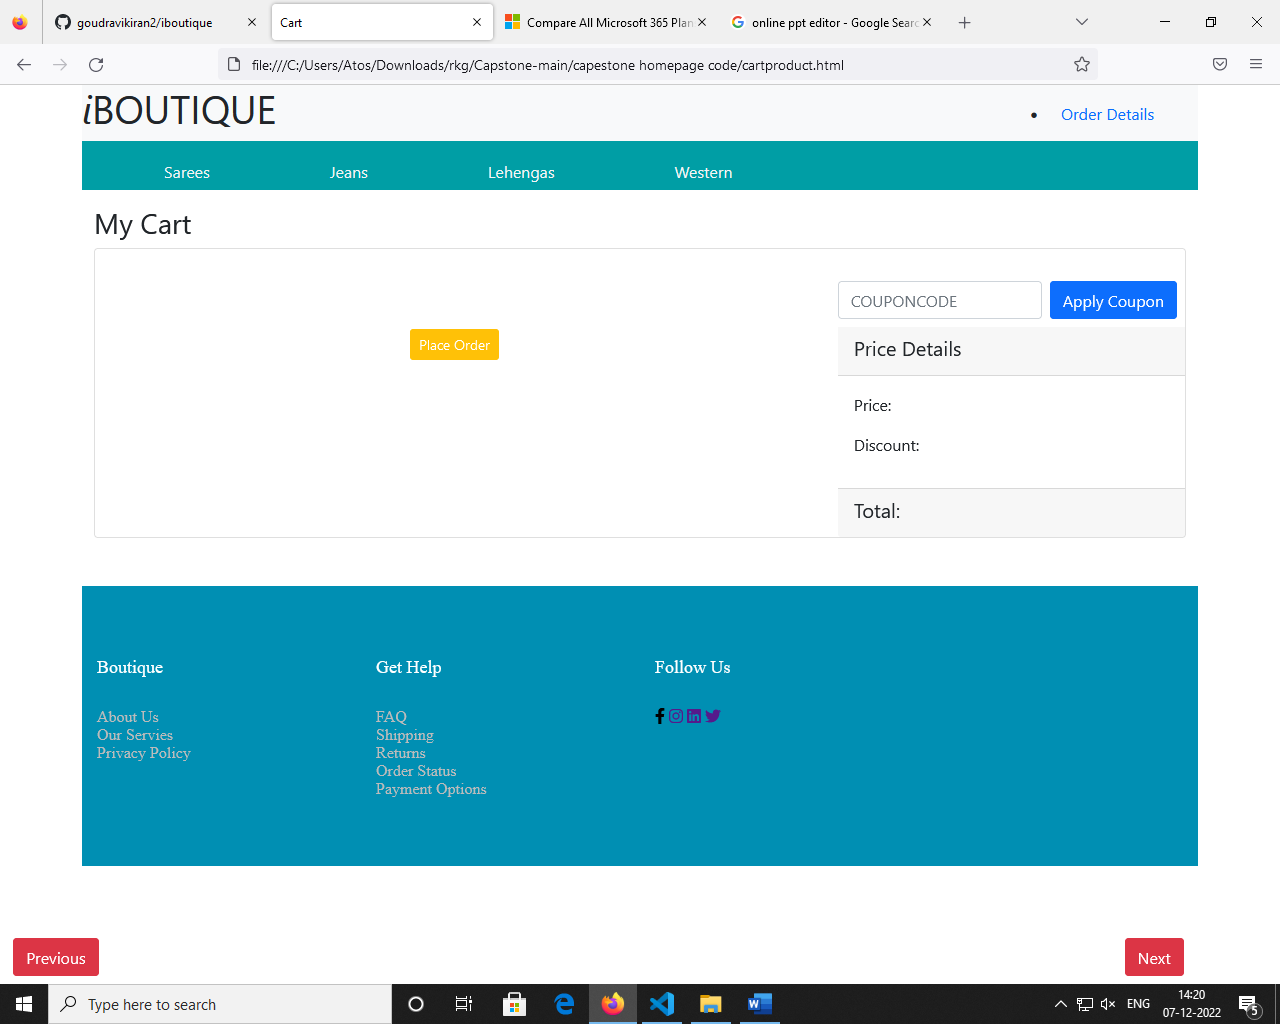 goudravikiran2/iboutique
Cart
Compare All Microsoft 365 Plan
online ppt editor - Google Searc
file:///C:/Users/Atos/Downloads/rkg/Capstone-main/capestone homepage code/cartproduct.html
iBOUTIQUE
• Order Details
Sarees Jeans Lehengas Western
My Cart
COUPONCODE Apply Coupon
Place Order
Price Details
Price:
Discount:
Total:
Boutique
About Us
Our Servies
Privacy Policy
Get Help
FAQ
Shipping
Returns
Order Status
Payment Options
Follow Us
Previous
Next
Type here to search
ENG
14:20
07-12-2022
5